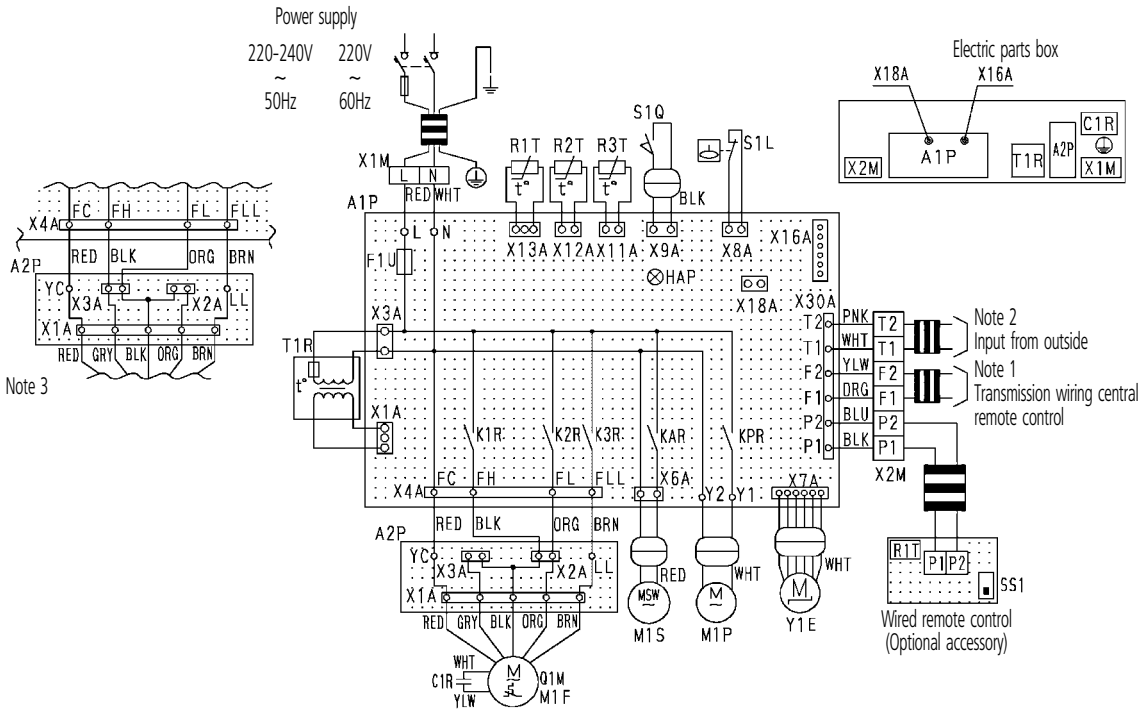 Power supply
220-240V 220V
~ ~
50Hz 60Hz
Electric parts box
X18A X16A
X2M A1P T1R A2P C1R X1M
X1M
L N
RED WHT
R1T R2T R3T
t° t° t°
S1Q
BLK
S1L
A1P
L N
X13A X12A X11A X9A X8A
X16A
F1U
HAP
X18A
X30A
X3A
T2 PNK T2
T1 WHT T1
F2 YLW F2
F1 ORG F1
P2 BLU P2
P1 BLK P1
X2M
Note 2
Input from outside
Note 1
Transmission wiring central
remote control
FC FH FL FLL
X4A
RED BLK ORG BRN
A2P
YC X3A X2A LL
X1A
RED GRY BLK ORG BRN
Note 3
T1R
t°
X1A
K1R K2R K3R KAR KPR
FC FH FL FLL
X4A
X6A
Y2 Y1
X7A
RED BLK ORG BRN
A2P
YC X3A X2A LL
X1A
RED GRY BLK ORG BRN
WHT
C1R
YLW
M
~
Q1M
M1F
RED
MSW
~
M1S
WHT
M
~
M1P
WHT
M
Y1E
R1T
P1 P2
SS1
Wired remote control
(Optional accessory)